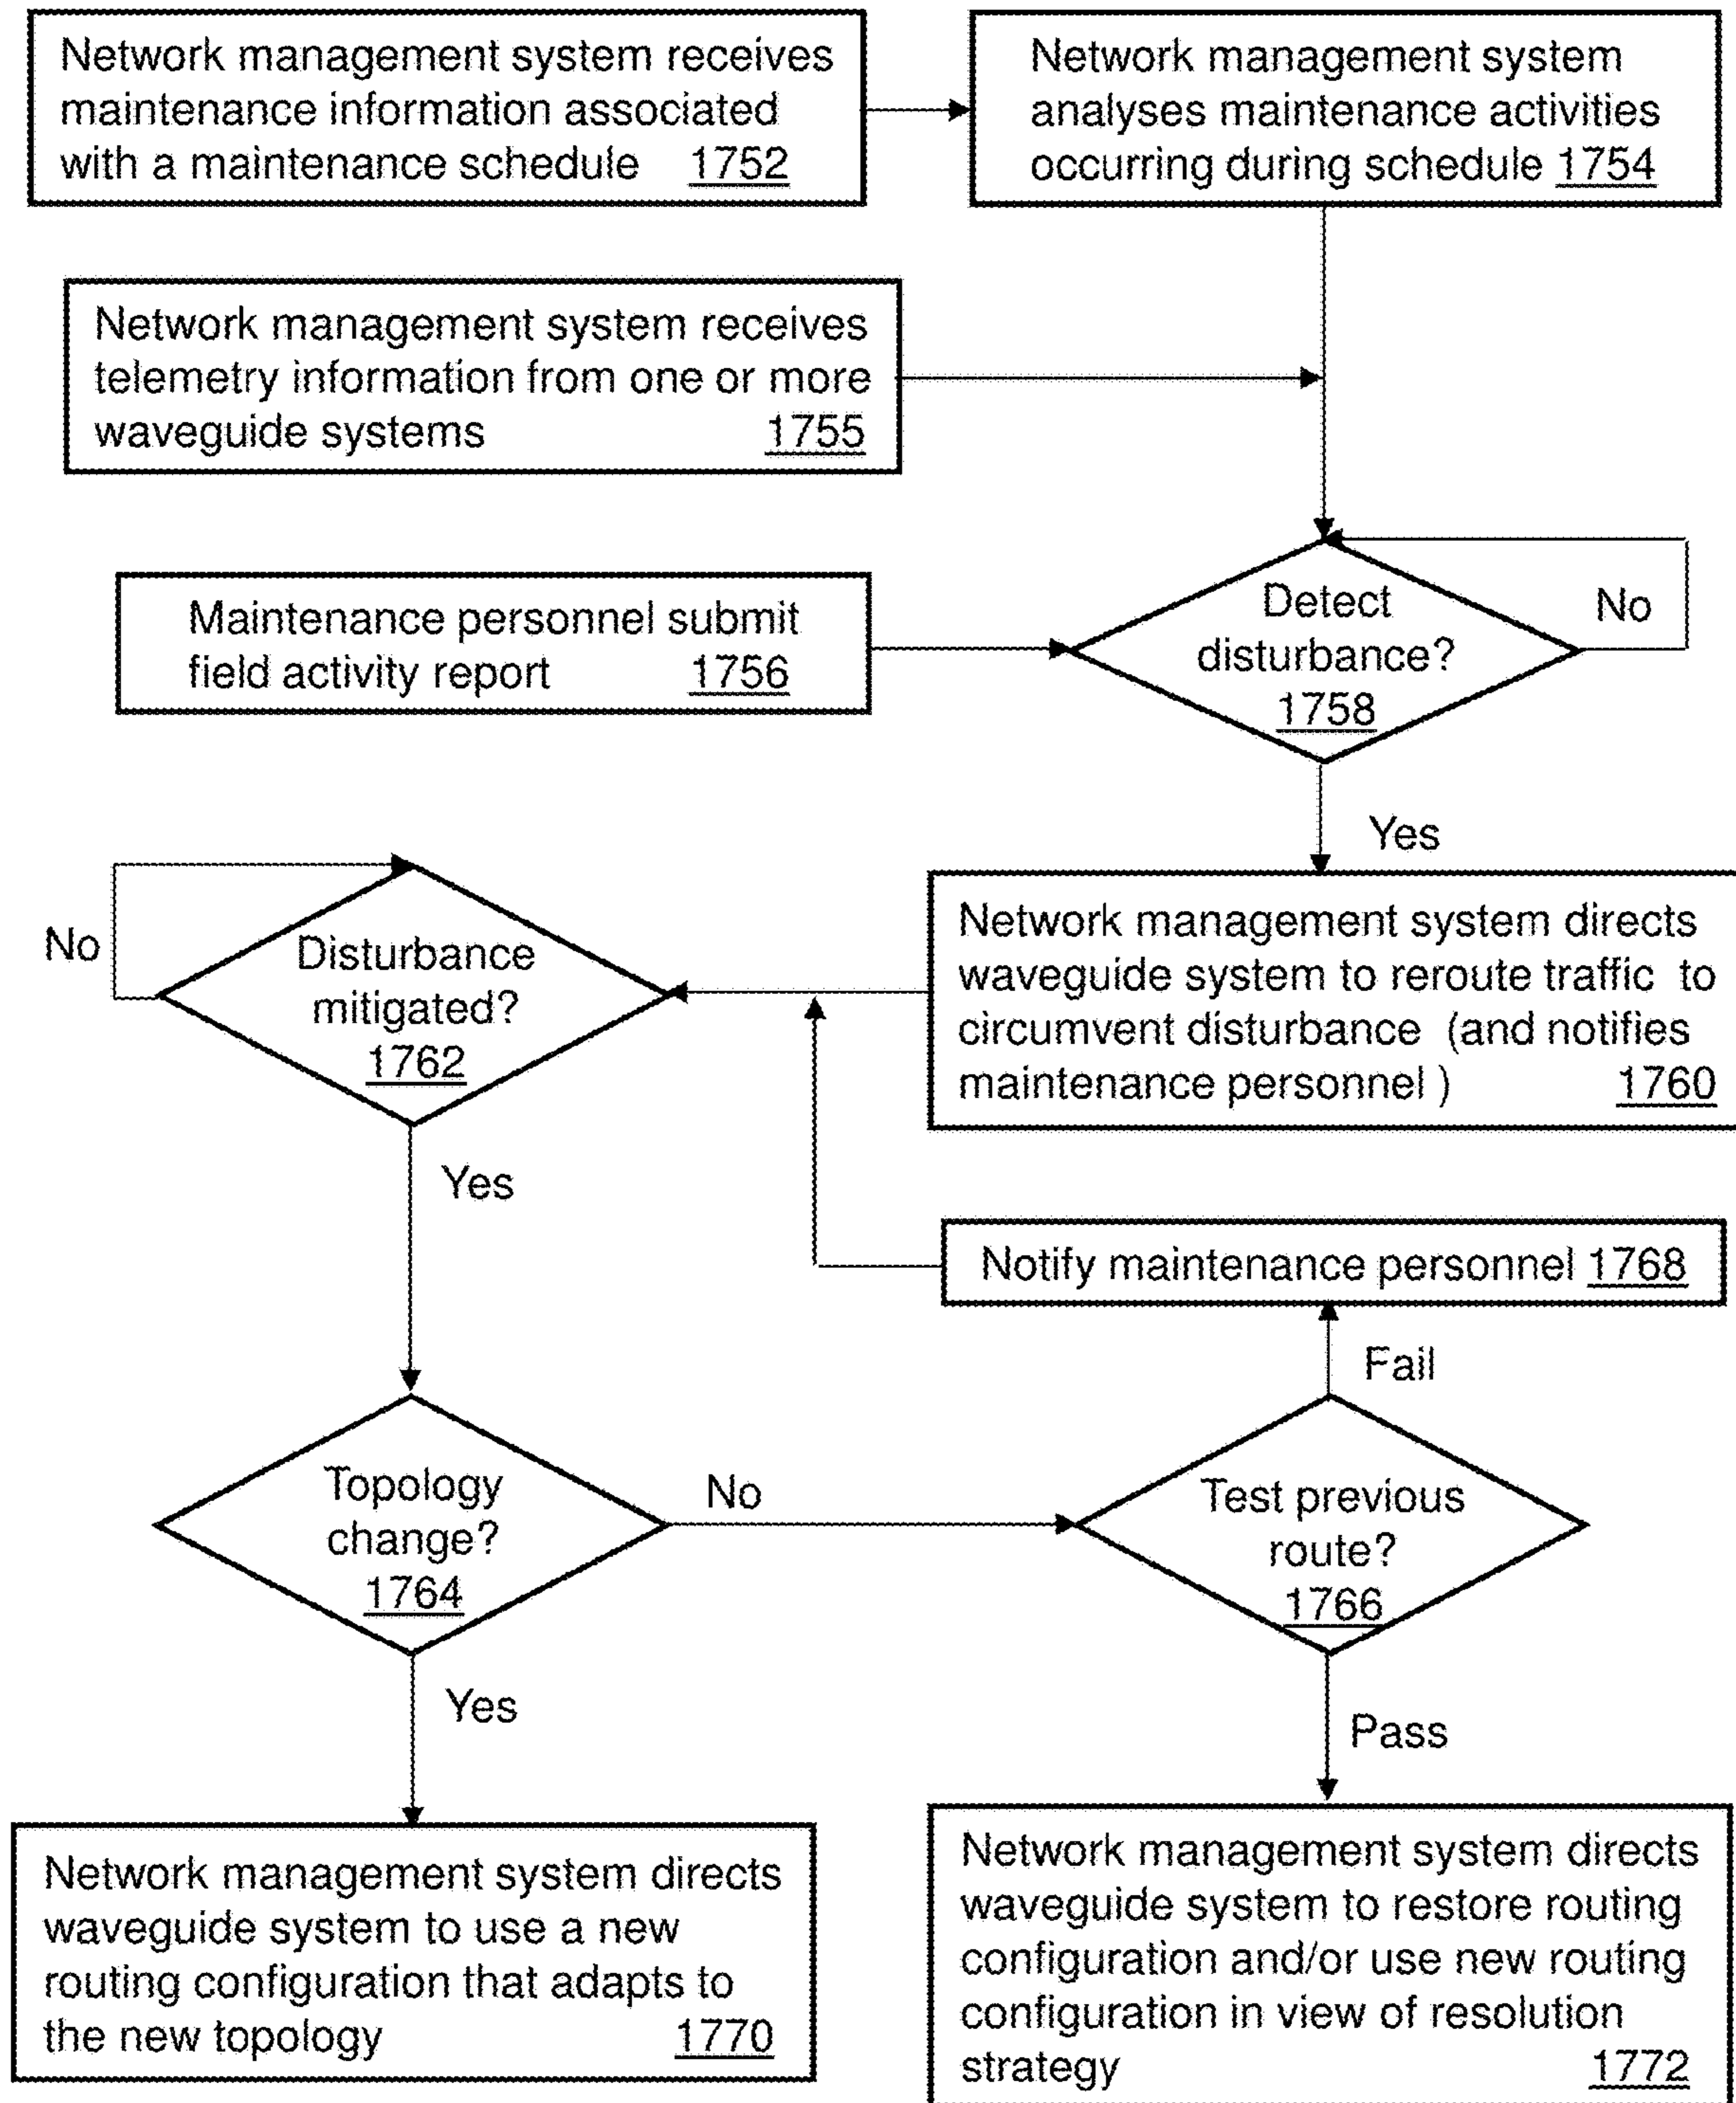 Network management system receives
maintenance information associated
with a maintenance schedule 1752
Network management system
analyses maintenance activities
occurring during schedule 1754
Network management system receives
telemetry information from one or more
waveguide systems 1755
Maintenance personnel submit
field activity report 1756
Detect
disturbance?
1758
No
Yes
Network management system directs
waveguide system to reroute traffic to
circumvent disturbance (and notifies
maintenance personnel ) 1760
No
Disturbance
mitigated?
1762
Yes
Notify maintenance personnel 1768
Fail
Topology
change?
1764
No
Test previous
route?
1766
Yes
Pass
Network management system directs
waveguide system to use a new
routing configuration that adapts to
the new topology 1770
Network management system directs
waveguide system to restore routing
configuration and/or use new routing
configuration in view of resolution
strategy 1772